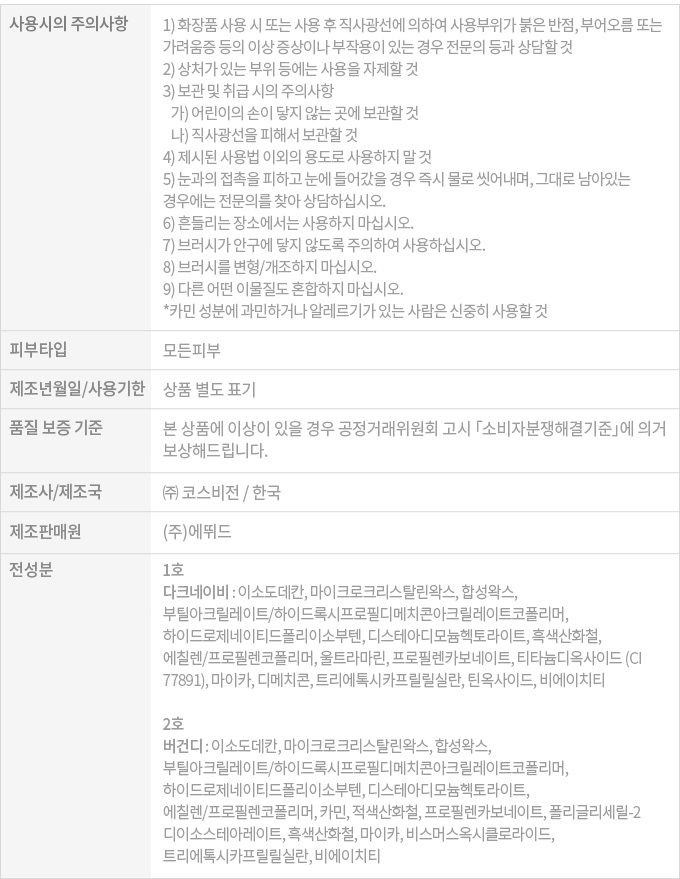 사용시의 주의사항
1) 화장품 사용 시 또는 사용 후 직사광선에 의하여 사용부위가 붉은 반점, 부어오름 또는
가려움증 등의 이상 증상이나 부작용이 있는 경우 전문의 등과 상담할 것
2) 상처가 있는 부위 등에는 사용을 자제할 것
3) 보관 및 취급 시의 주의사항
가) 어린이의 손이 닿지 않는 곳에 보관할 것
나) 직사광선을 피해서 보관할 것
4) 제시된 사용법 이외의 용도로 사용하지 말 것
5) 눈과의 접촉을 피하고 눈에 들어갔을 경우 즉시 물로 씻어내며, 그대로 남아있는
경우에는 전문의를 찾아 상담하십시오.
6) 흔들리는 장소에서는 사용하지 마십시오.
7) 브러시가 안구에 닿지 않도록 주의하여 사용하십시오.
8) 브러시를 변형/개조하지 마십시오.
9) 다른 어떤 이물질도 혼합하지 마십시오.
*카민 성분에 과민하거나 알레르기가 있는 사람은 신중히 사용할 것
피부타입
모든피부
제조년월일/사용기한
상품 별도 표기
품질 보증 기준
본 상품에 이상이 있을 경우 공정거래위원회 고시 「소비자분쟁해결기준」에 의거
보상해드립니다.
제조사/제조국
㈜ 코스비전 / 한국
제조판매원
(주)에뛰드
전성분
1호
다크네이비 : 이소도데칸, 마이크로크리스탈린왁스, 합성왁스,
부틸아크릴레이트/하이드록시프로필디메치콘아크릴레이트코폴리머,
하이드로제네이티드폴리이소부텐, 디스테아디모늄헥토라이트, 흑색산화철,
에칠렌/프로필렌코폴리머, 울트라마린, 프로필렌카보네이트, 티타늄디옥사이드 (CI
77891), 마이카, 디메치콘, 트리에톡시카프릴릴실란, 틴옥사이드, 비에이치티
2호
버건디 : 이소도데칸, 마이크로크리스탈린왁스, 합성왁스,
부틸아크릴레이트/하이드록시프로필디메치콘아크릴레이트코폴리머,
하이드로제네이티드폴리이소부텐, 디스테아디모늄헥토라이트,
에칠렌/프로필렌코폴리머, 카민, 적색산화철, 프로필렌카보네이트, 폴리글리세릴-2
디이소스테아레이트, 흑색산화철, 마이카, 비스머스옥시클로라이드,
트리에톡시카프릴릴실란, 비에이치티